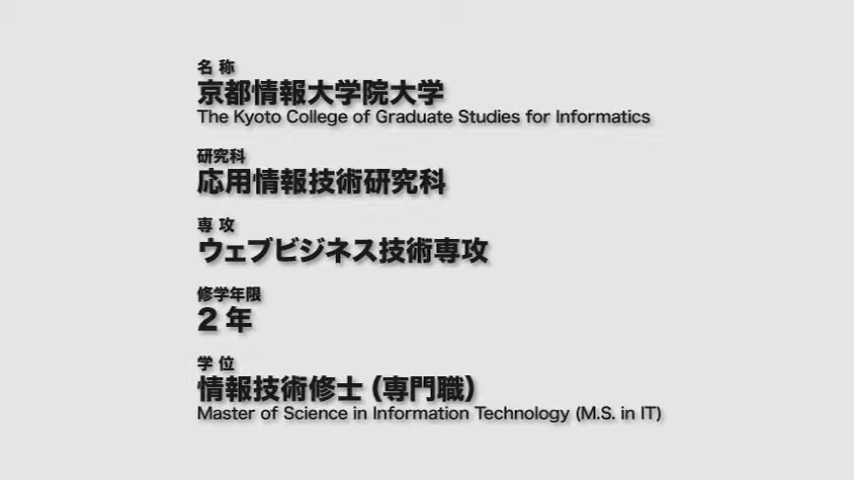 名 称
京都情報大学院大学
The Kyoto College of Graduate Studies for Informatics
研究科
応用情報技術研究科
専 攻
ウェブビジネス技術専攻
修学年限
2 年
学 位
情報技術修士（専門職）
Master of Science in Information Technology (M.S. in IT)